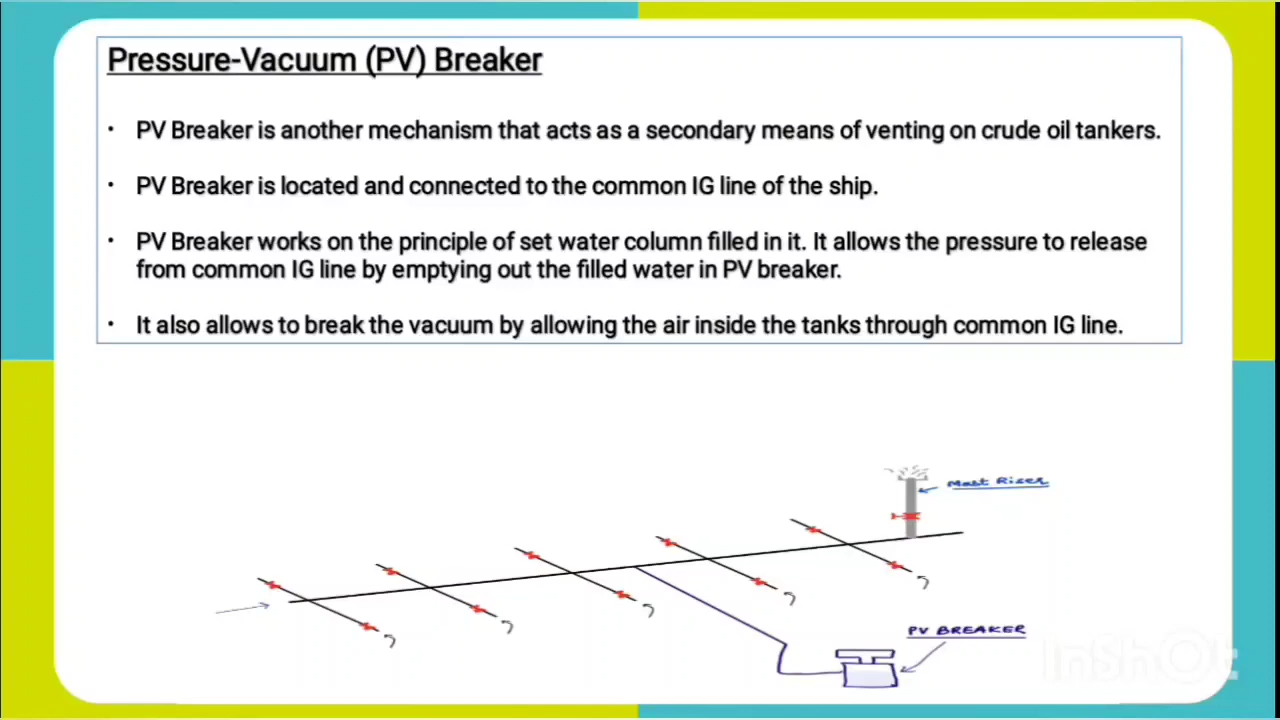 Pressure-Vacuum (PV) Breaker
• PV Breaker is another mechanism that acts as a secondary means of venting on crude oil tankers.
• PV Breaker is located and connected to the common IG line of the ship.
• PV Breaker works on the principle of set water column filled in it. It allows the pressure to release
from common IG line by emptying out the filled water in PV breaker.
• It also allows to break the vacuum by allowing the air inside the tanks through common IG line.
Mast Riser
PV BREAKER
InShOt